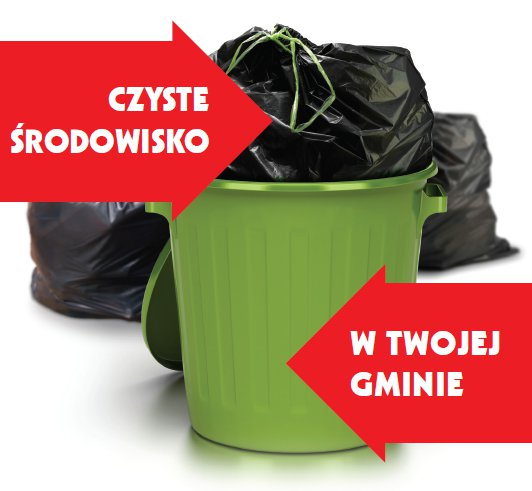 CZYSTE
ŚRODOWISKO
W TWOJEJ
GMINIE